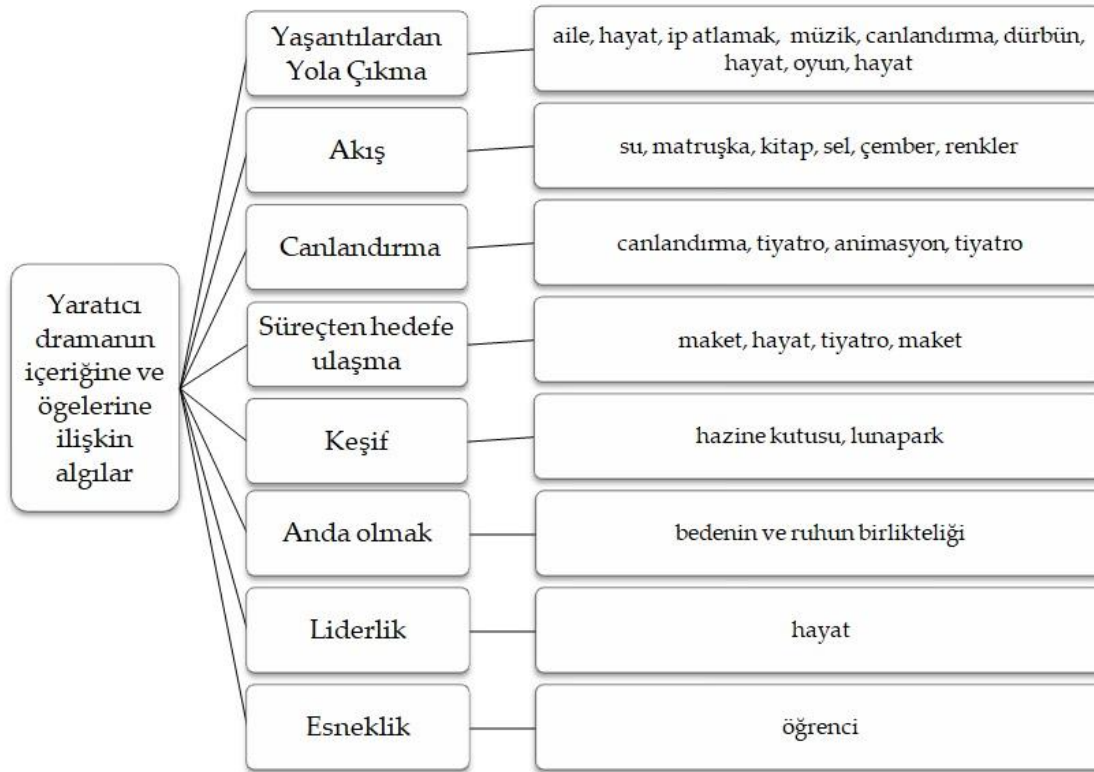 Yaratıcı
dramanın
içeriğine ve
ögelerine
ilişkin
algılar
Yaşantılardan
Yola Çıkma
aile, hayat, ip atlamak, müzik, canlandırma, dürbün,
hayat, oyun, hayat
Akış
su, matruşka, kitap, sel, çember, renkler
Canlandırma
canlandırma, tiyatro, animasyon, tiyatro
Süreçten hedefe
ulaşma
maket, hayat, tiyatro, maket
Keşif
hazine kutusu, lunapark
Anda olmak
bedenin ve ruhun birlikteliği
Liderlik
hayat
Esneklik
öğrenci